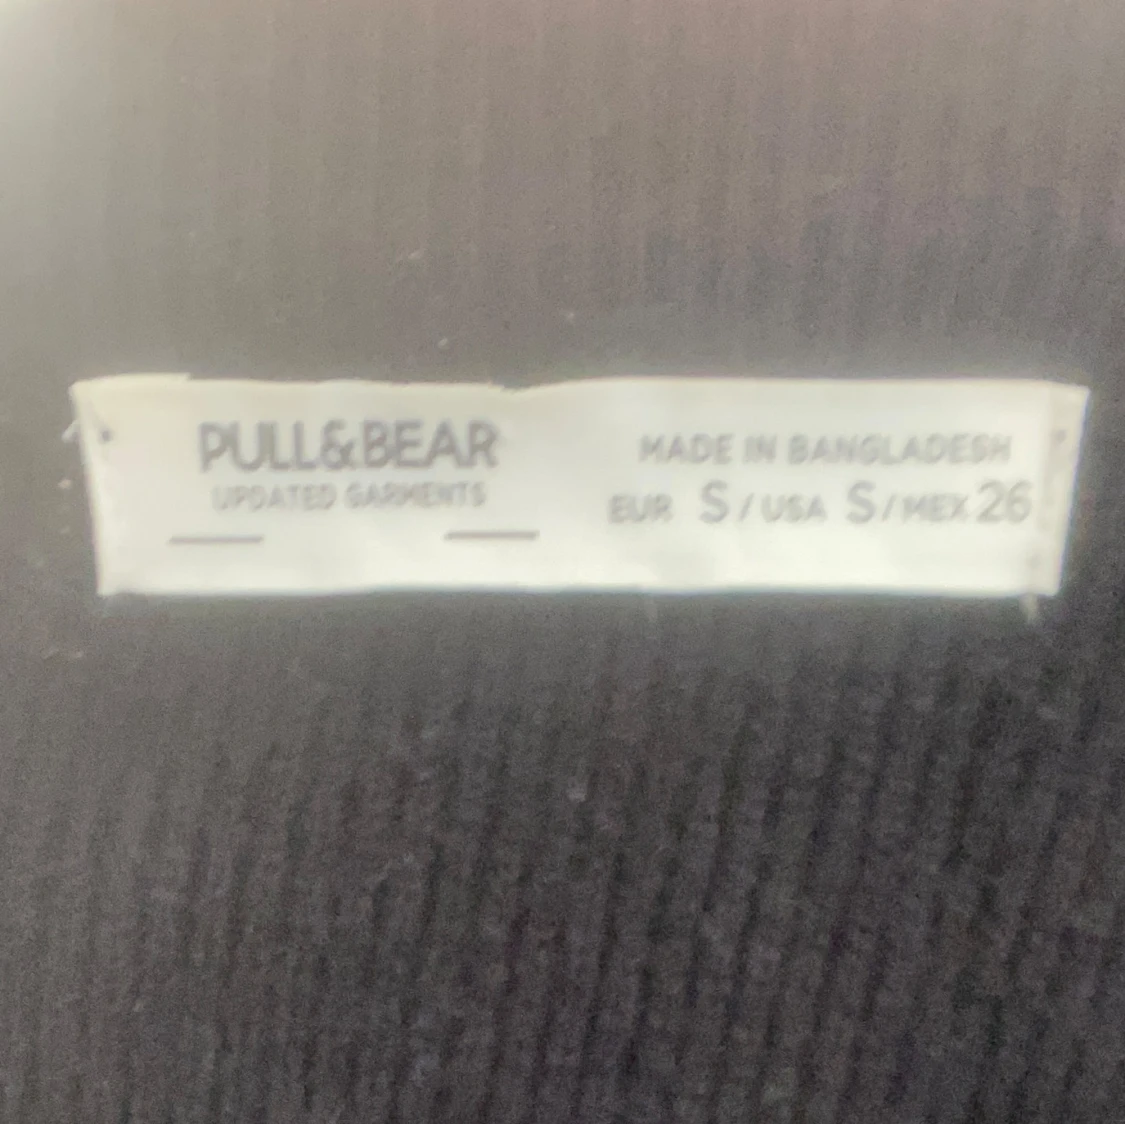 PULL&BEAR
UPDATED GARMENTS
MADE IN BANGLADESH
EUR S / USA S / MEX 26